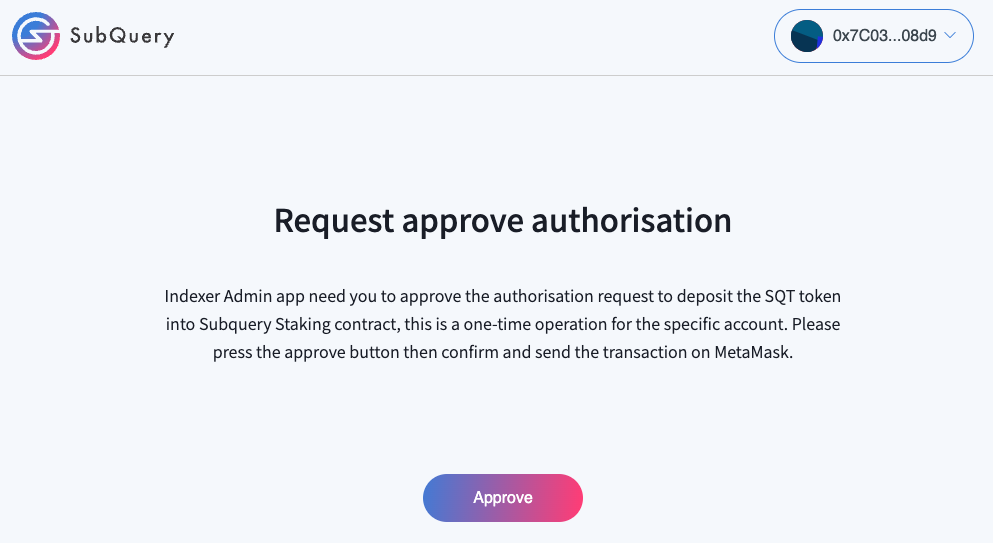 SubQuery
0x7C03...08d9
Request approve authorisation
Indexer Admin app need you to approve the authorisation request to deposit the SQT token
into Subquery Staking contract, this is a one-time operation for the specific account. Please
press the approve button then confirm and send the transaction on MetaMask.
Approve